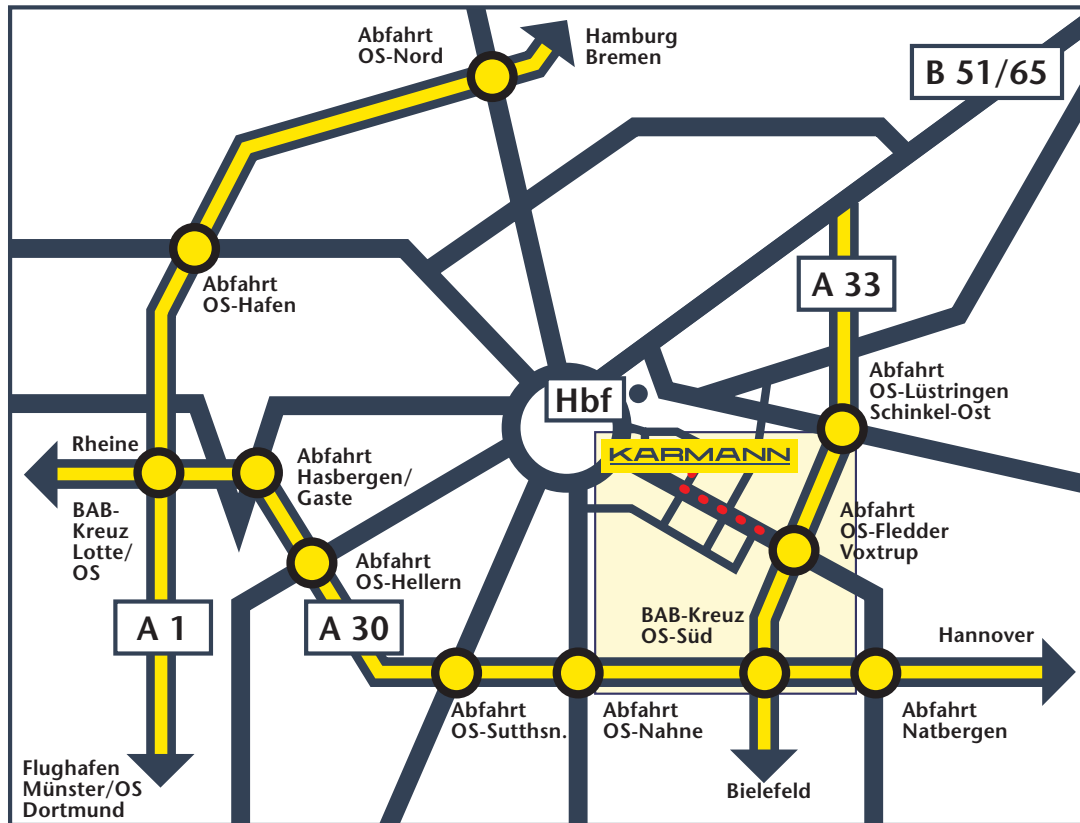 Abfahrt
OS-Nord
Hamburg
Bremen
B 51/65
Abfahrt
OS-Hafen
A 33
Abfahrt
OS-Lüstringen
Schinkel-Ost
Hbf
KARMANN
Rheine
BAB-
Kreuz
Lotte/
OS
Abfahrt
Hasbergen/
Gaste
Abfahrt
OS-Fledder
Voxtrup
Abfahrt
OS-Hellern
A 1
A 30
BAB-Kreuz
OS-Süd
Hannover
Abfahrt
OS-Sutthsn.
Abfahrt
OS-Nahne
Abfahrt
Natbergen
Flughafen
Münster/OS
Dortmund
Bielefeld